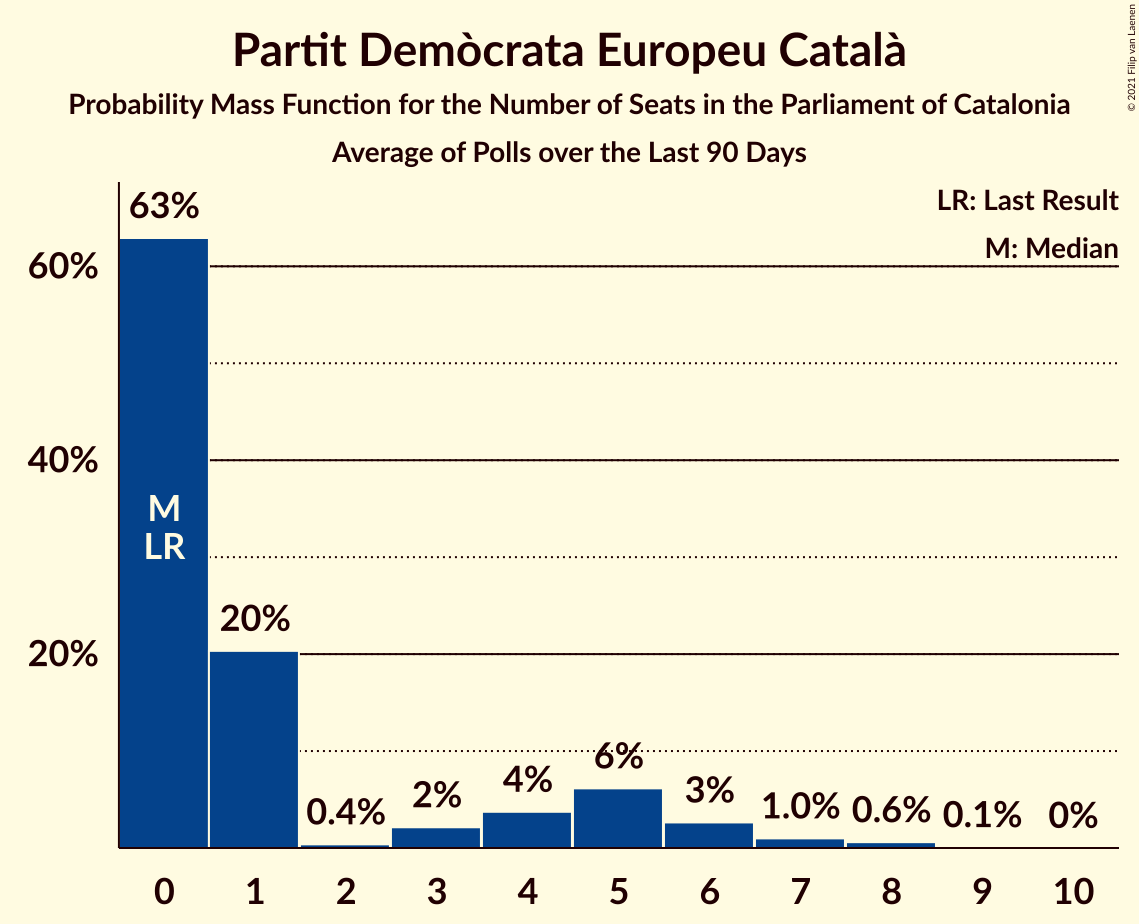 Partit Demòcrata Europeu Català
Probability Mass Function for the Number of Seats in the Parliament of Catalonia
Average of Polls over the Last 90 Days
© 2021 Filip van Laenen
LR: Last Result
M: Median
63%
60%
40%
M
LR
20%
20%
6%
4%
3%
2%
1.0%
0.6%
0.4%
0.1%
0%
0 1 2 3 4 5 6 7 8 9 10